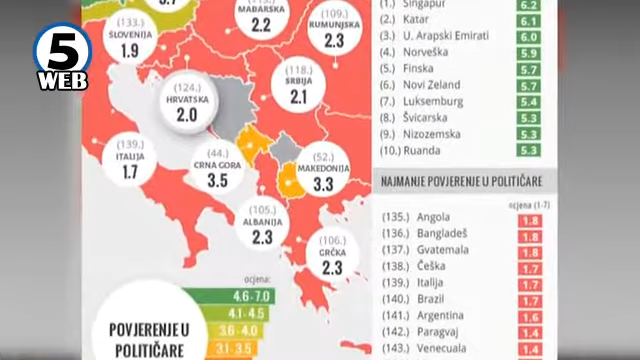 5
WEB
3.7
(133.)
SLOVENIJA
1.9
MAĐARSKA
2.2
(109.)
RUMUNJSKA
2.3
(124.)
HRVATSKA
2.0
(118.)
SRBIJA
2.1
(139.)
ITALIJA
1.7
(44.)
CRNA GORA
3.5
(52.)
MAKEDONIJA
3.3
(105.)
ALBANIJA
2.3
(106.)
GRČKA
2.3
ocjena:
4.6 - 7.0
4.1 - 4.5
3.6 - 4.0
3.1 - 3.5
POVJERENJE U
POLITIČARE
(1.) Singapur 6.2
(2.) Katar 6.1
(3.) U. Arapski Emirati 6.0
(4.) Norveška 5.9
(5.) Finska 5.7
(6.) Novi Zeland 5.7
(7.) Luksemburg 5.4
(8.) Švicarska 5.3
(9.) Nizozemska 5.3
(10.) Ruanda 5.3
NAJMANJE POVJERENJE U POLITIČARE
ocjena (1-7)
(135.) Angola 1.8
(136.) Bangladeš 1.8
(137.) Gvatemala 1.8
(138.) Češka 1.7
(139.) Italija 1.7
(140.) Brazil 1.7
(141.) Argentina 1.6
(142.) Paragvaj 1.4
(143.) Venecuala 1.4